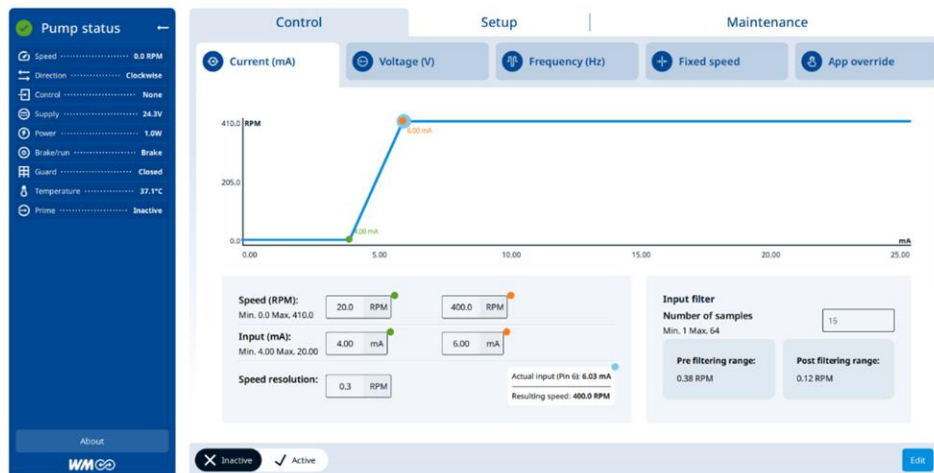 Pump status
Speed 0.0 RPM
Direction Clockwise
Control None
Supply 24.3V
Power 1.0W
Brake/run Brake
Guard Closed
Temperature 37.1°C
Prime Inactive
About
WM
Control Setup Maintenance
Current (mA) Voltage (V) Frequency (Hz) Fixed speed App override
410.0 RPM
6.00 mA
205.0
4.00 mA
0.0 mA
0.00 5.00 10.00 15.00 20.00 25.00
Speed (RPM):
Min. 0.0 Max. 410.0
20.0 RPM 400.0 RPM
Input (mA):
Min. 4.00 Max. 20.00
4.00 mA 6.00 mA
Speed resolution: 0.3 RPM
Actual input (Pin 6): 6.03 mA
Resulting speed: 400.0 RPM
Input filter
Number of samples
Min. 1 Max. 64
15
Pre filtering range:
0.38 RPM
Post filtering range:
0.12 RPM
Inactive Active
Edit